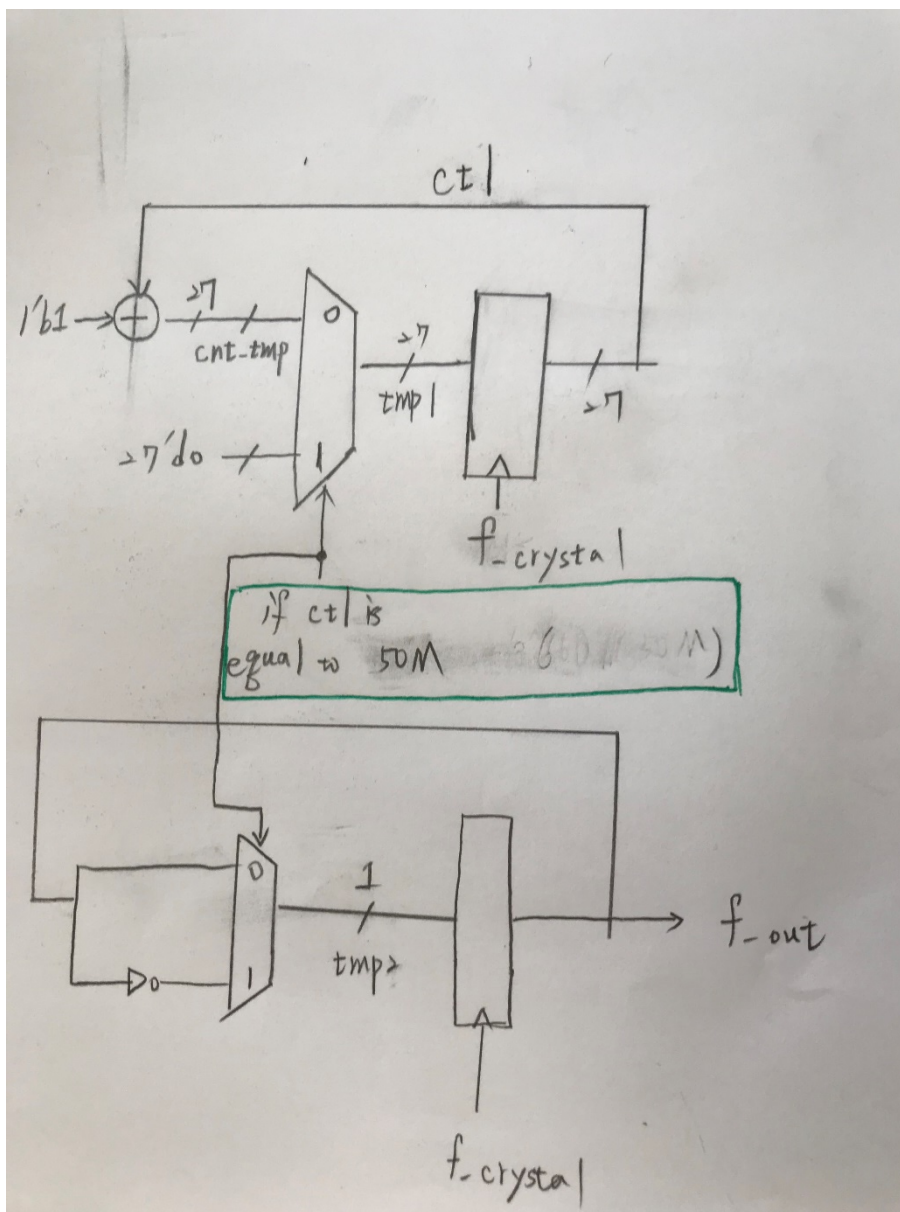 ctl
1'b1
+
27
cnt_tmp
0
27
tmp1
27
27'd0
1
f_crystal
if ctl is
equal to 50M
0
1
tmp2
1
f_out
f_crystal